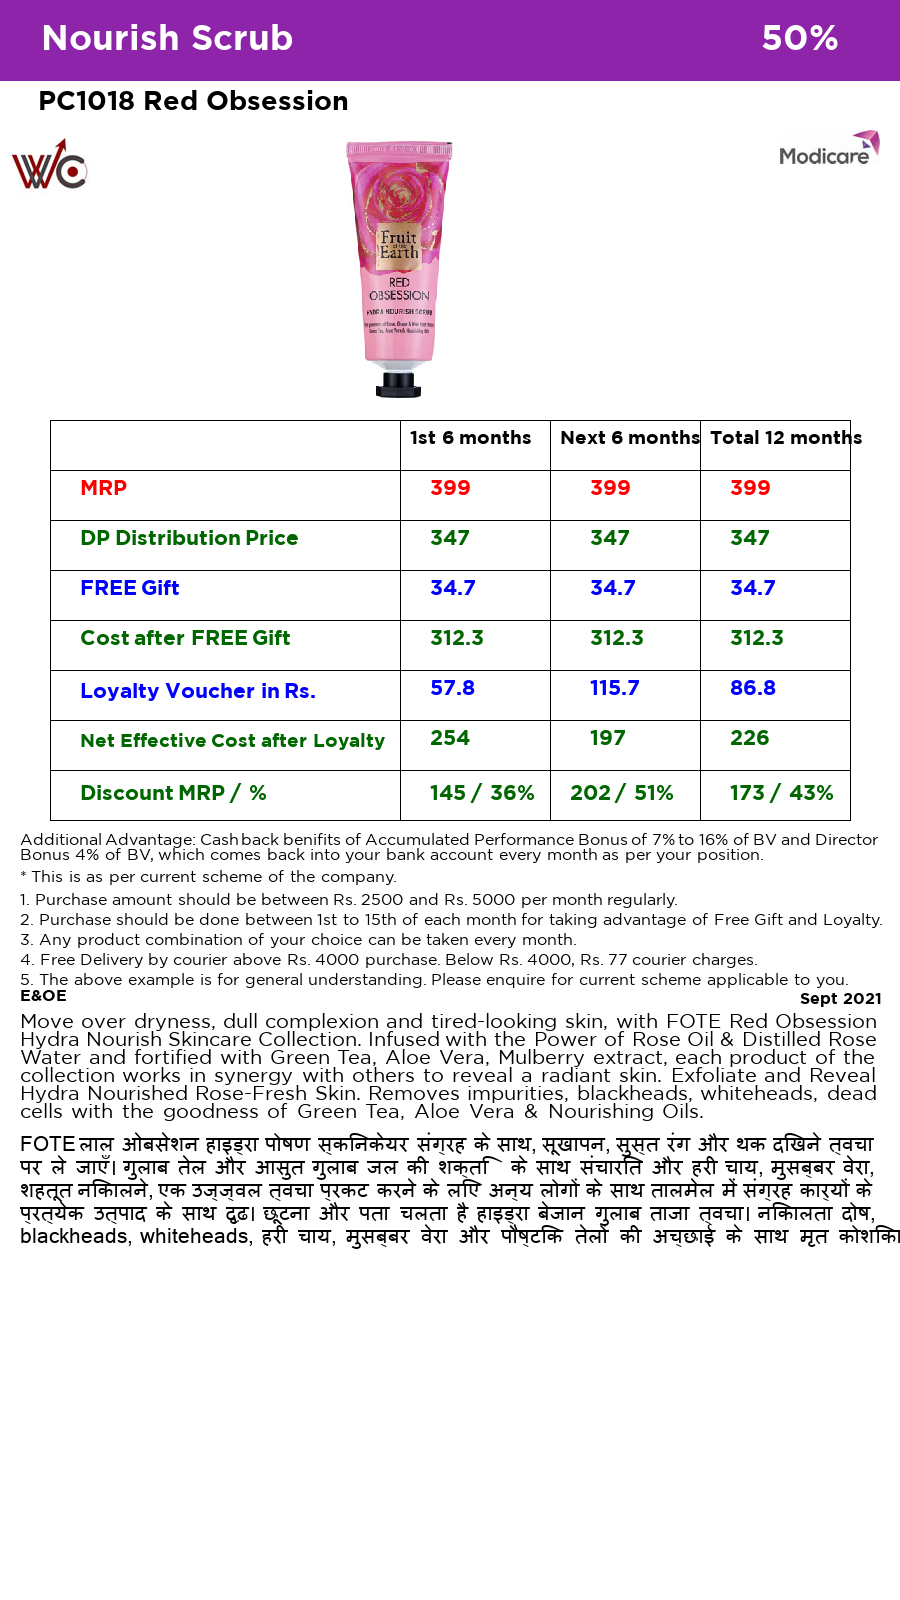 Nourish Scrub 50%
PC1018 Red Obsession
WC
Modicare
Fruit
of the
Earth
RED
OBSESSION
HYDRA NOURISH SCRUB
1st 6 months Next 6 months Total 12 months
MRP 399 399 399
DP Distribution Price 347 347 347
FREE Gift 34.7 34.7 34.7
Cost after FREE Gift 312.3 312.3 312.3
Loyalty Voucher in Rs. 57.8 115.7 86.8
Net Effective Cost after Loyalty 254 197 226
Discount MRP / % 145 / 36% 202 / 51% 173 / 43%
Additional Advantage: Cashback benifits of Accumulated Performance Bonus of 7% to 16% of BV and Director
Bonus 4% of BV, which comes back into your bank account every month as per your position.
* This is as per current scheme of the company.
1. Purchase amount should be between Rs. 2500 and Rs. 5000 per month regularly.
2. Purchase should be done between 1st to 15th of each month for taking advantage of Free Gift and Loyalty.
3. Any product combination of your choice can be taken every month.
4. Free Delivery by courier above Rs. 4000 purchase. Below Rs. 4000, Rs. 77 courier charges.
5. The above example is for general understanding. Please enquire for current scheme applicable to you.
E&OE Sept 2021
Move over dryness, dull complexion and tired-looking skin, with FOTE Red Obsession
Hydra Nourish Skincare Collection. Infused with the Power of Rose Oil & Distilled Rose
Water and fortified with Green Tea, Aloe Vera, Mulberry extract, each product of the
collection works in synergy with others to reveal a radiant skin. Exfoliate and Reveal
Hydra Nourished Rose-Fresh Skin. Removes impurities, blackheads, whiteheads, dead
cells with the goodness of Green Tea, Aloe Vera & Nourishing Oils.
FOTE लाल ओबसेशन हाइड्रा पोषण स्किनकेयर संग्रह के साथ, सूखापन, सुस्त रंग और थक दिखने त्वचा
पर ले जाएँ। गुलाब तेल और आसुत गुलाब जल की शक्ति के साथ संचारित और हरी चाय, मुसब्बर वेरा,
शहतूत निकालने, एक उज्ज्वल त्वचा प्रकट करने के लिए अन्य लोगों के साथ तालमेल में संग्रह कार्यों के
प्रत्येक उत्पाद के साथ दृढ। छूटना और पता चलता है हाइड्रा बेजान गुलाब ताजा त्वचा। निकालता दोष,
blackheads, whiteheads, हरी चाय, मुसब्बर वेरा और पौष्टिक तेलों की अच्छाई के साथ मृत कोशिका